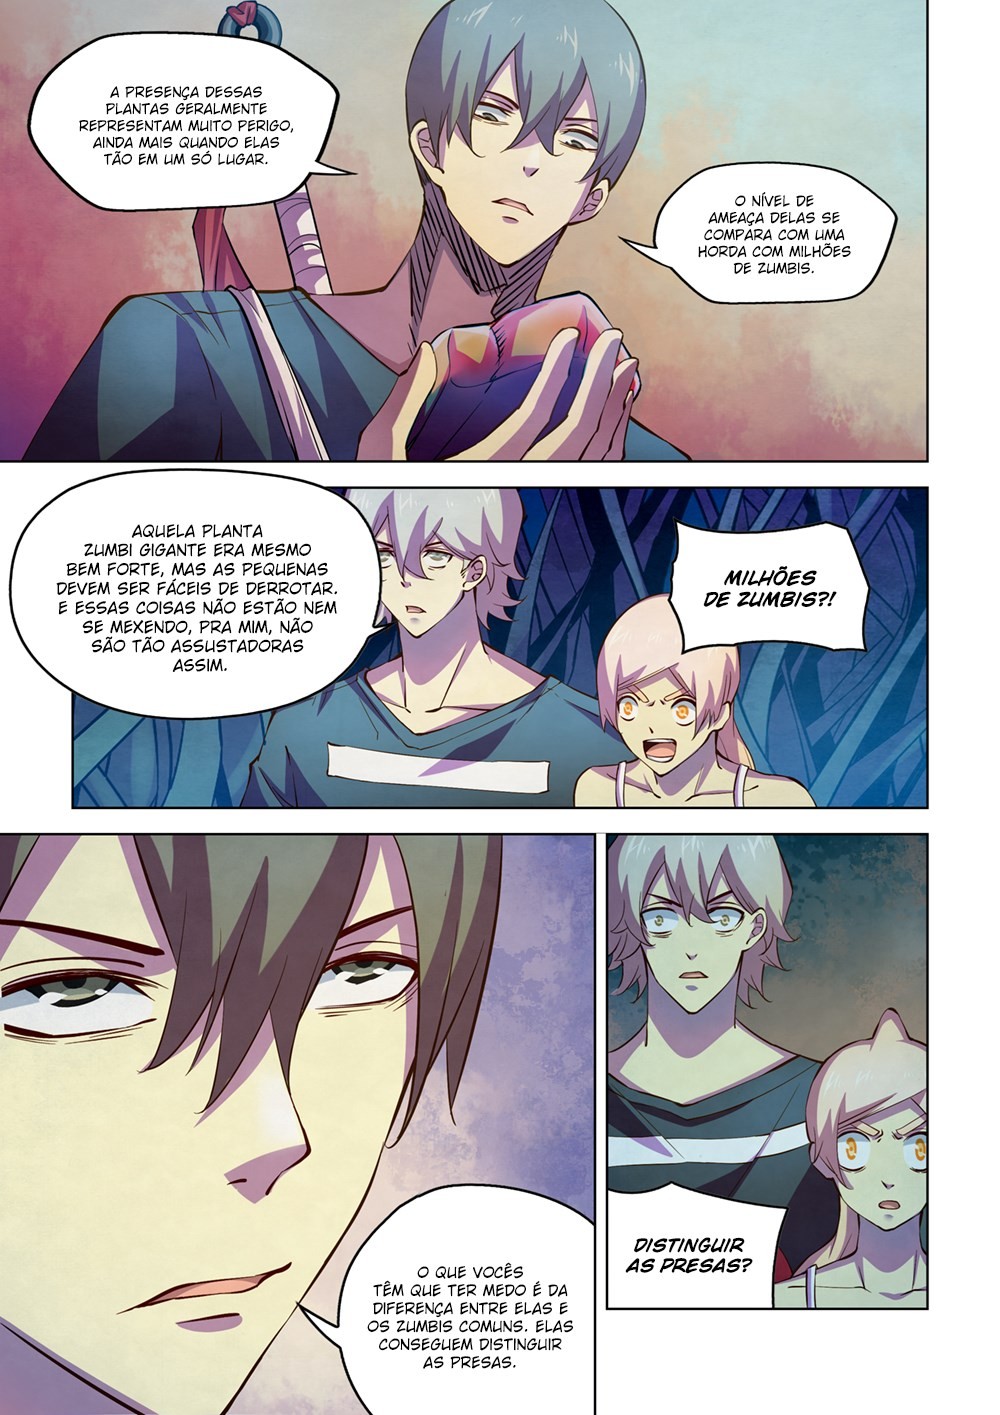 A PRESENÇA DESSAS
PLANTAS GERALMENTE
REPRESENTAM MUITO PERIGO,
AINDA MAIS QUANDO ELAS
TÃO EM UM SÓ LUGAR.
O NÍVEL DE
AMEAÇA DELAS SE
COMPARA COM UMA
HORDA COM MILHÕES
DE ZUMBIS.
AQUELA PLANTA
ZUMBI GIGANTE ERA MESMO
BEM FORTE, MAS AS PEQUENAS
DEVEM SER FÁCEIS DE DERROTAR.
E ESSAS COISAS NÃO ESTÃO NEM
SE MEXENDO, PRA MIM, NÃO
SÃO TÃO ASSUSTADORAS
ASSIM.
MILHÕES
DE ZUMBIS?!
O QUE VOCÊS
TÊM QUE TER MEDO É DA
DIFERENÇA ENTRE ELAS E
OS ZUMBIS COMUNS. ELAS
CONSEGUEM DISTINGUIR
AS PRESAS.
DISTINGUIR
AS PRESAS?